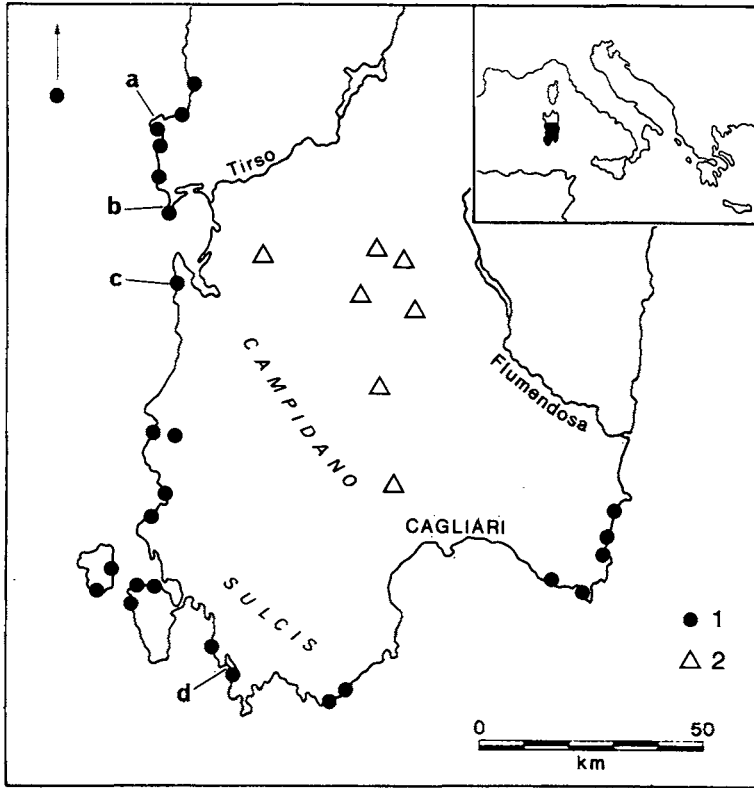 a
Tirso
b
c
CAMPIDANO
Flumendosa
CAGLIARI
SULCIS
1
2
d
0 50
km